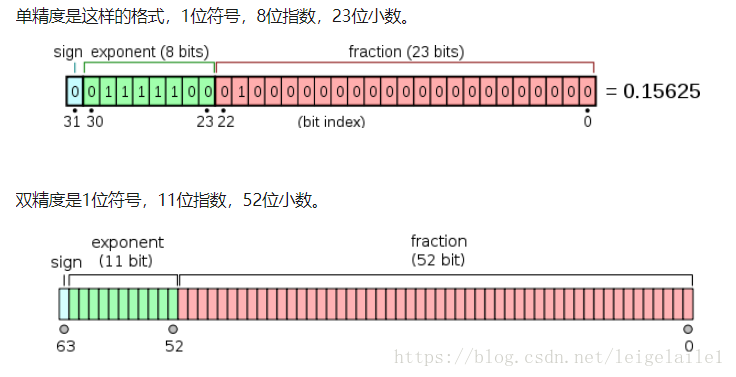 单精度是这样的格式，1位符号，8位指数，23位小数。
sign exponent (8 bits) fraction (23 bits)
0 0 1 1 1 1 1 0 0 0 1 0 0 0 0 0 0 0 0 0 0 0 0 0 0 0 0 0 0 0 0 0 = 0.15625
31 30 23 22 (bit index) 0
双精度是1位符号，11位指数，52位小数。
exponent fraction
sign (11 bit) (52 bit)
63 52 0
https://blog.csdn.net/leigelaile1